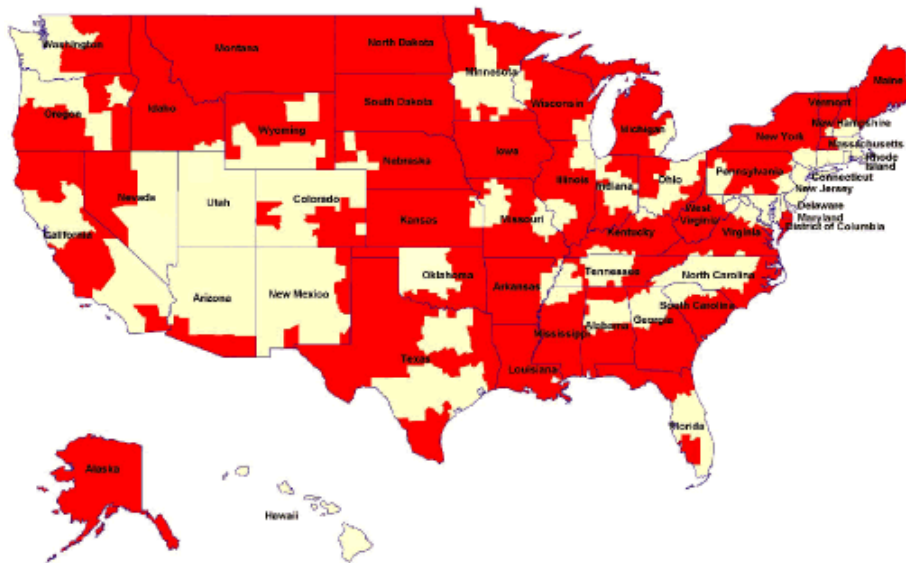 Washington
Montana
North Dakota
Minnesota
Maine
Oregon
Idaho
South Dakota
Wisconsin
Michigan
Vermont
New Hampshire
Wyoming
New York
Massachusetts
Rhode
Island
Connecticut
Nebraska
Iowa
Pennsylvania
New Jersey
Nevada
Utah
Colorado
Illinois
Indiana
Ohio
Delaware
Maryland
District of Columbia
California
Kansas
Missouri
West
Virginia
Virginia
Kentucky
Arizona
New Mexico
Oklahoma
Arkansas
Tennessee
North Carolina
South Carolina
Texas
Louisiana
Mississippi
Alabama
Georgia
Florida
Alaska
Hawaii